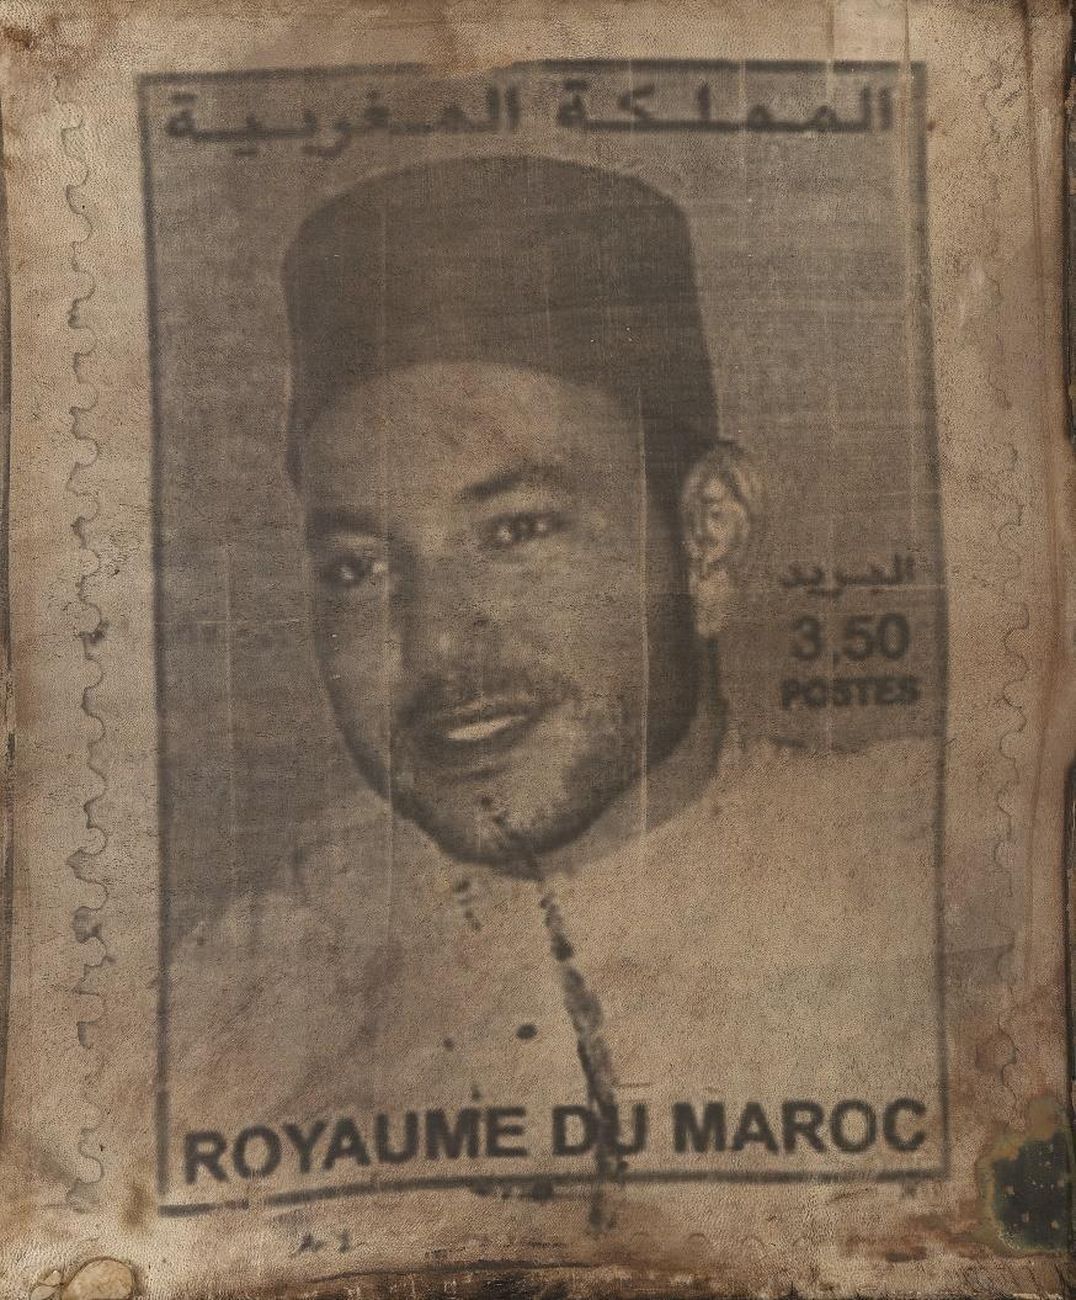 المملكة المغربية
البريد
3,50
POSTES
ROYAUME DU MAROC